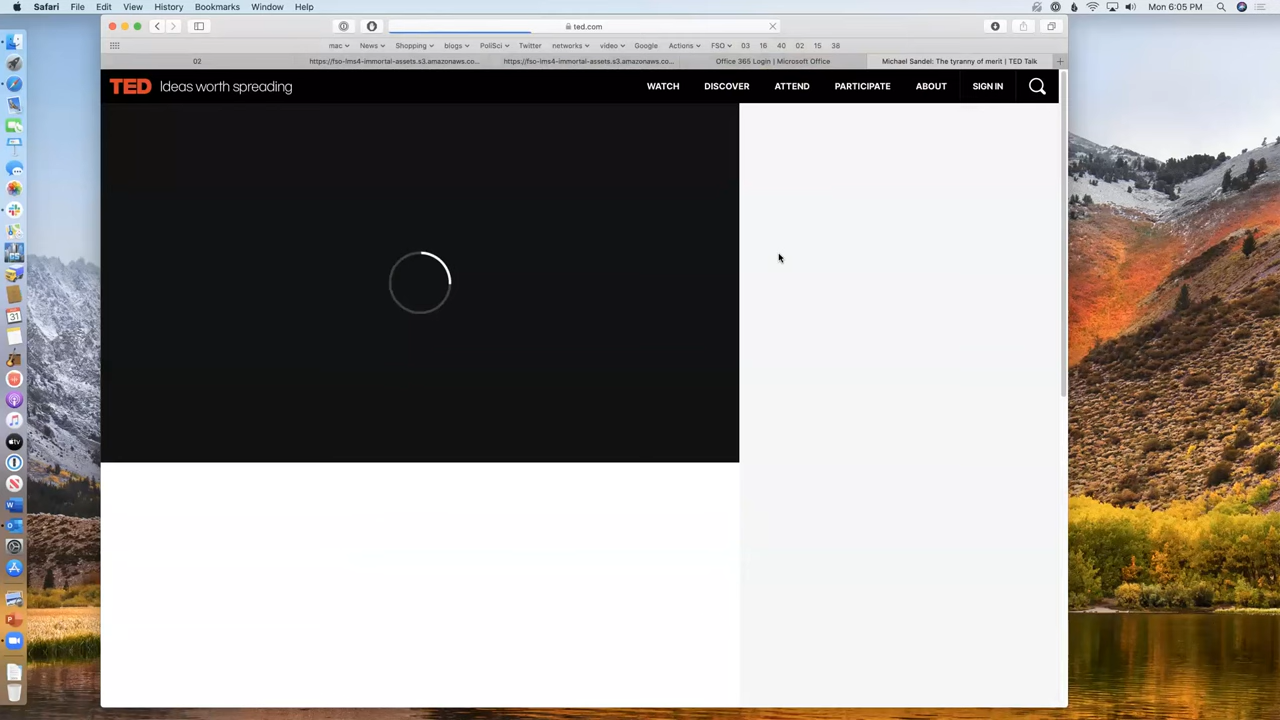 Safari File Edit View History Bookmarks Window Help Mon 6:05 PM
ted.com
mac News Shopping blogs PoliSci Twitter networks video Google Actions FSO 03 16 40 02 15 38
02 https://fso-lms4-immortal-assets.s3.amazonaws.co... https://fso-lms4-immortal-assets.s3.amazonaws.co... Office 365 Login | Microsoft Office Michael Sandel: The tyranny of merit | TED Talk
TED Ideas worth spreading WATCH DISCOVER ATTEND PARTICIPATE ABOUT SIGN IN
31